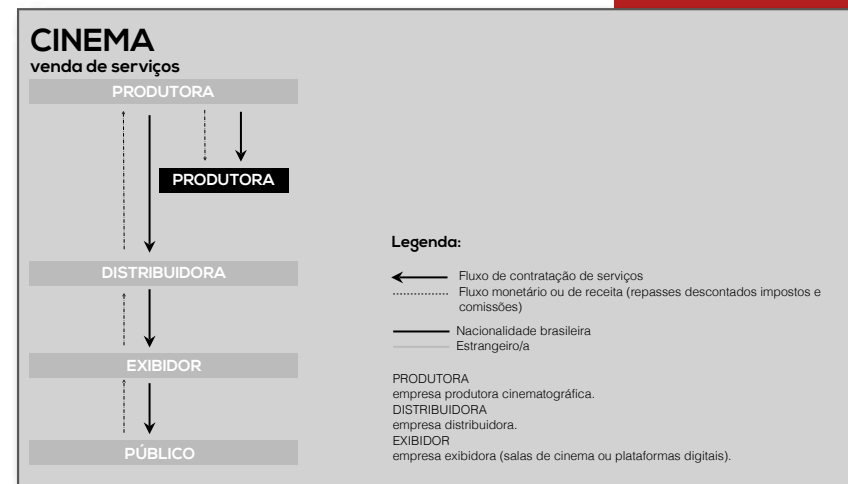 CINEMA
venda de serviços
PRODUTORA
PRODUTORA
DISTRIBUIDORA
EXIBIDOR
PÚBLICO
Legenda:
Fluxo de contratação de serviços
Fluxo monetário ou de receita (repasses descontados impostos e
comissões)
Nacionalidade brasileira
Estrangeiro/a
PRODUTORA
empresa produtora cinematográfica.
DISTRIBUIDORA
empresa distribuidora.
EXIBIDOR
empresa exibidora (salas de cinema ou plataformas digitais).